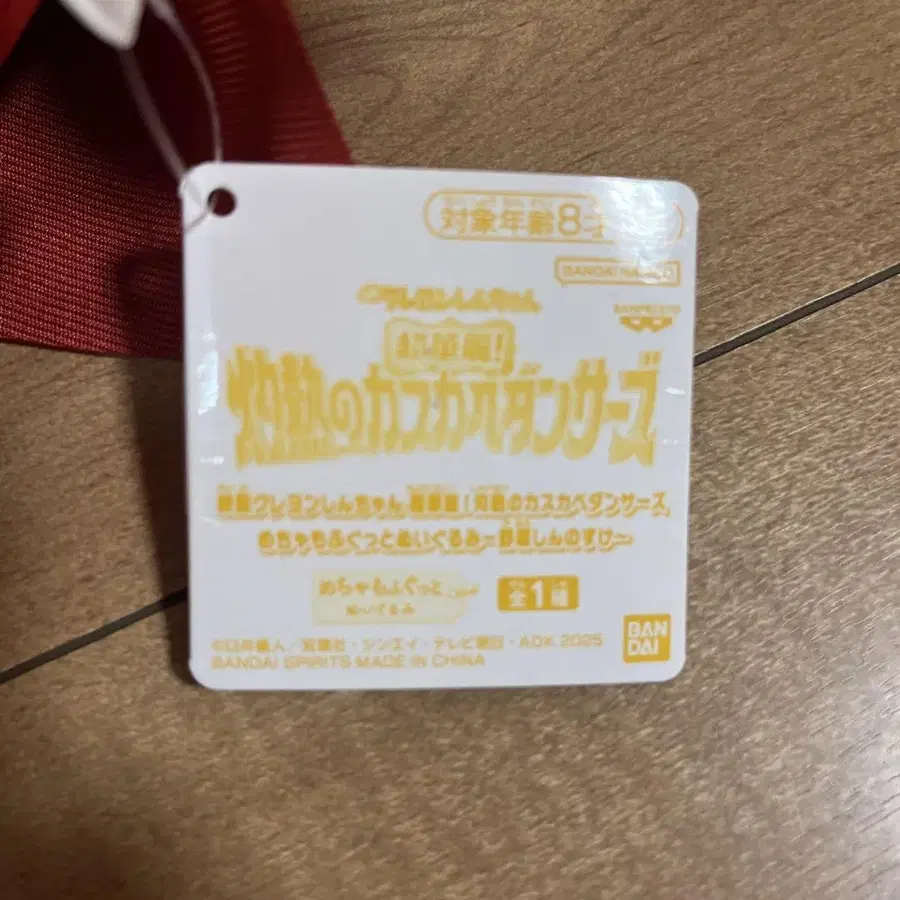 対象年齢8
BANDAI NAMCO
BANPRESTO
クレヨンしんちゃん
超華麗!
灼熱のカスカベダンサーズ
映画クレヨンしんちゃん 超華麗!灼熱のカスカベダンサーズ
めちゃもふぐっとぬいぐるみ~野原しんのすけ~
めちゃもふぐっと
ぬいぐるみ
全1種
©臼井儀人/双葉社・シンエイ・テレビ朝日・ADK 2025
BANDAI SPIRITS MADE IN CHINA
BAN
DAI